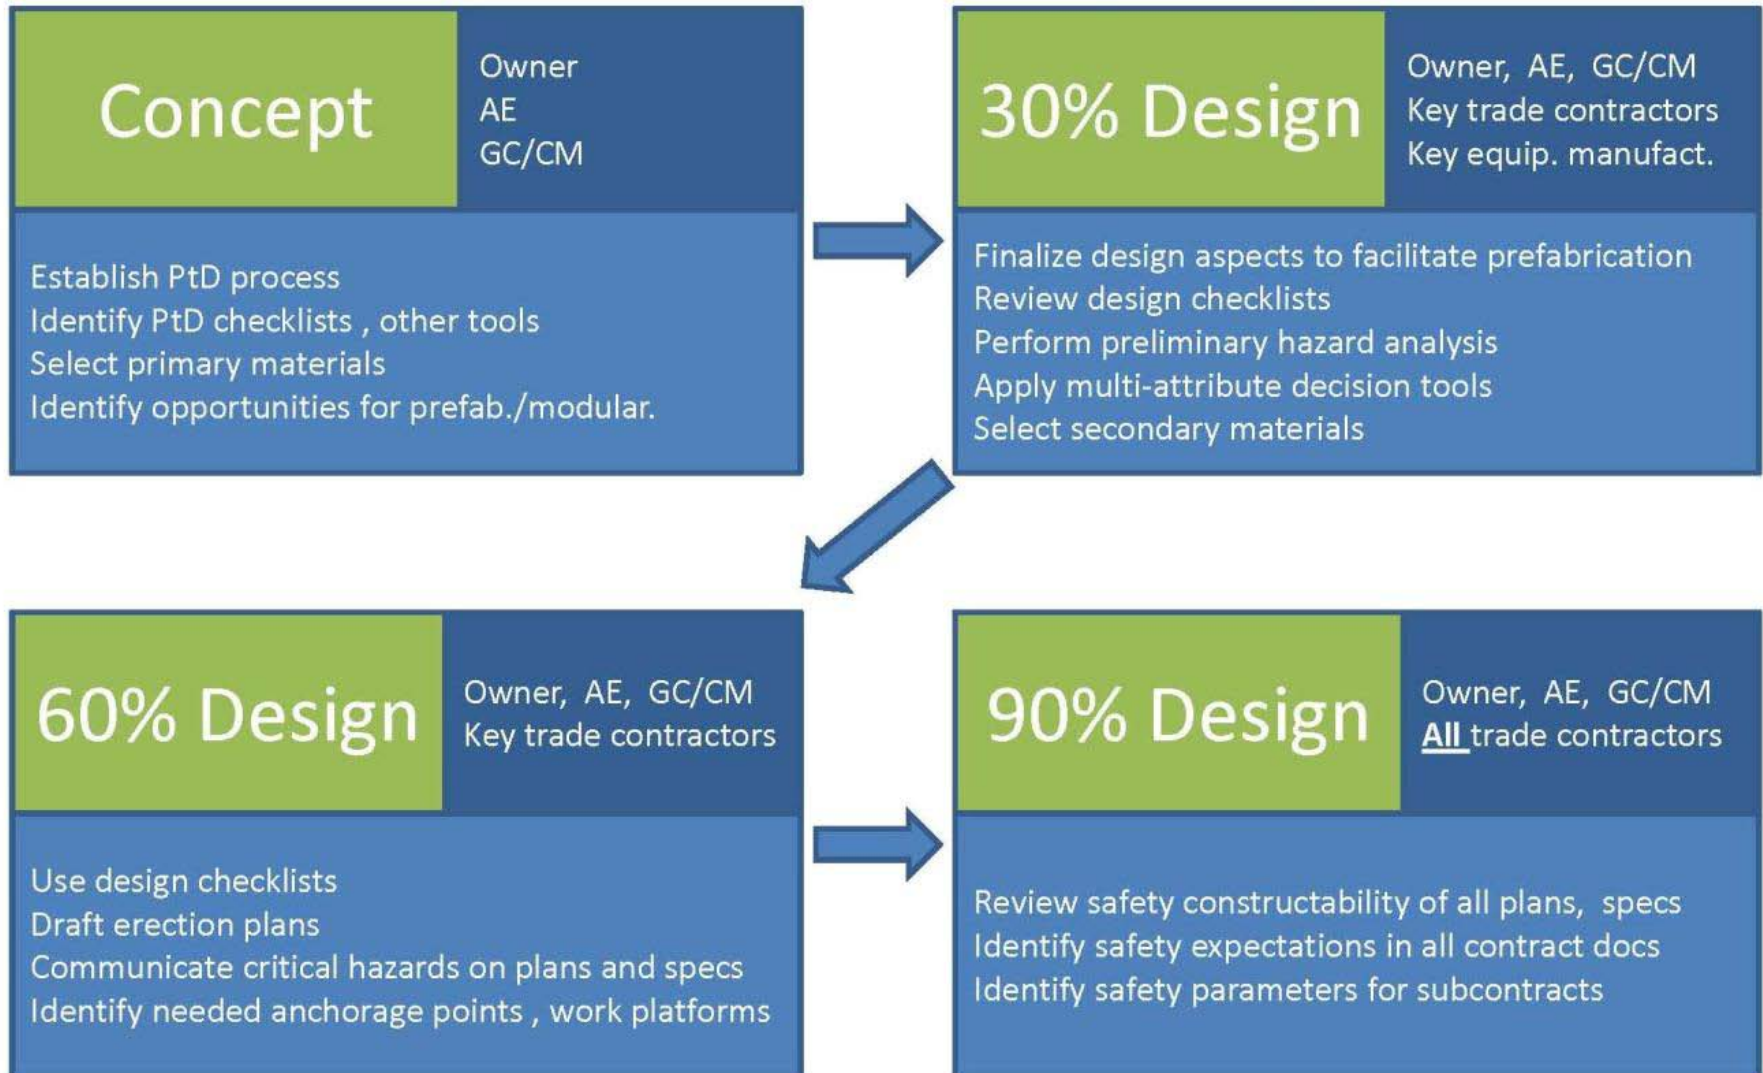 Concept
Owner
AE
GC/CM
Establish PtD process
Identify PtD checklists , other tools
Select primary materials
Identify opportunities for prefab./modular.
30% Design
Owner, AE, GC/CM
Key trade contractors
Key equip. manufact.
Finalize design aspects to facilitate prefabrication
Review design checklists
Perform preliminary hazard analysis
Apply multi-attribute decision tools
Select secondary materials
60% Design
Owner, AE, GC/CM
Key trade contractors
Use design checklists
Draft erection plans
Communicate critical hazards on plans and specs
Identify needed anchorage points , work platforms
90% Design
Owner, AE, GC/CM
All trade contractors
Review safety constructability of all plans, specs
Identify safety expectations in all contract docs
Identify safety parameters for subcontracts